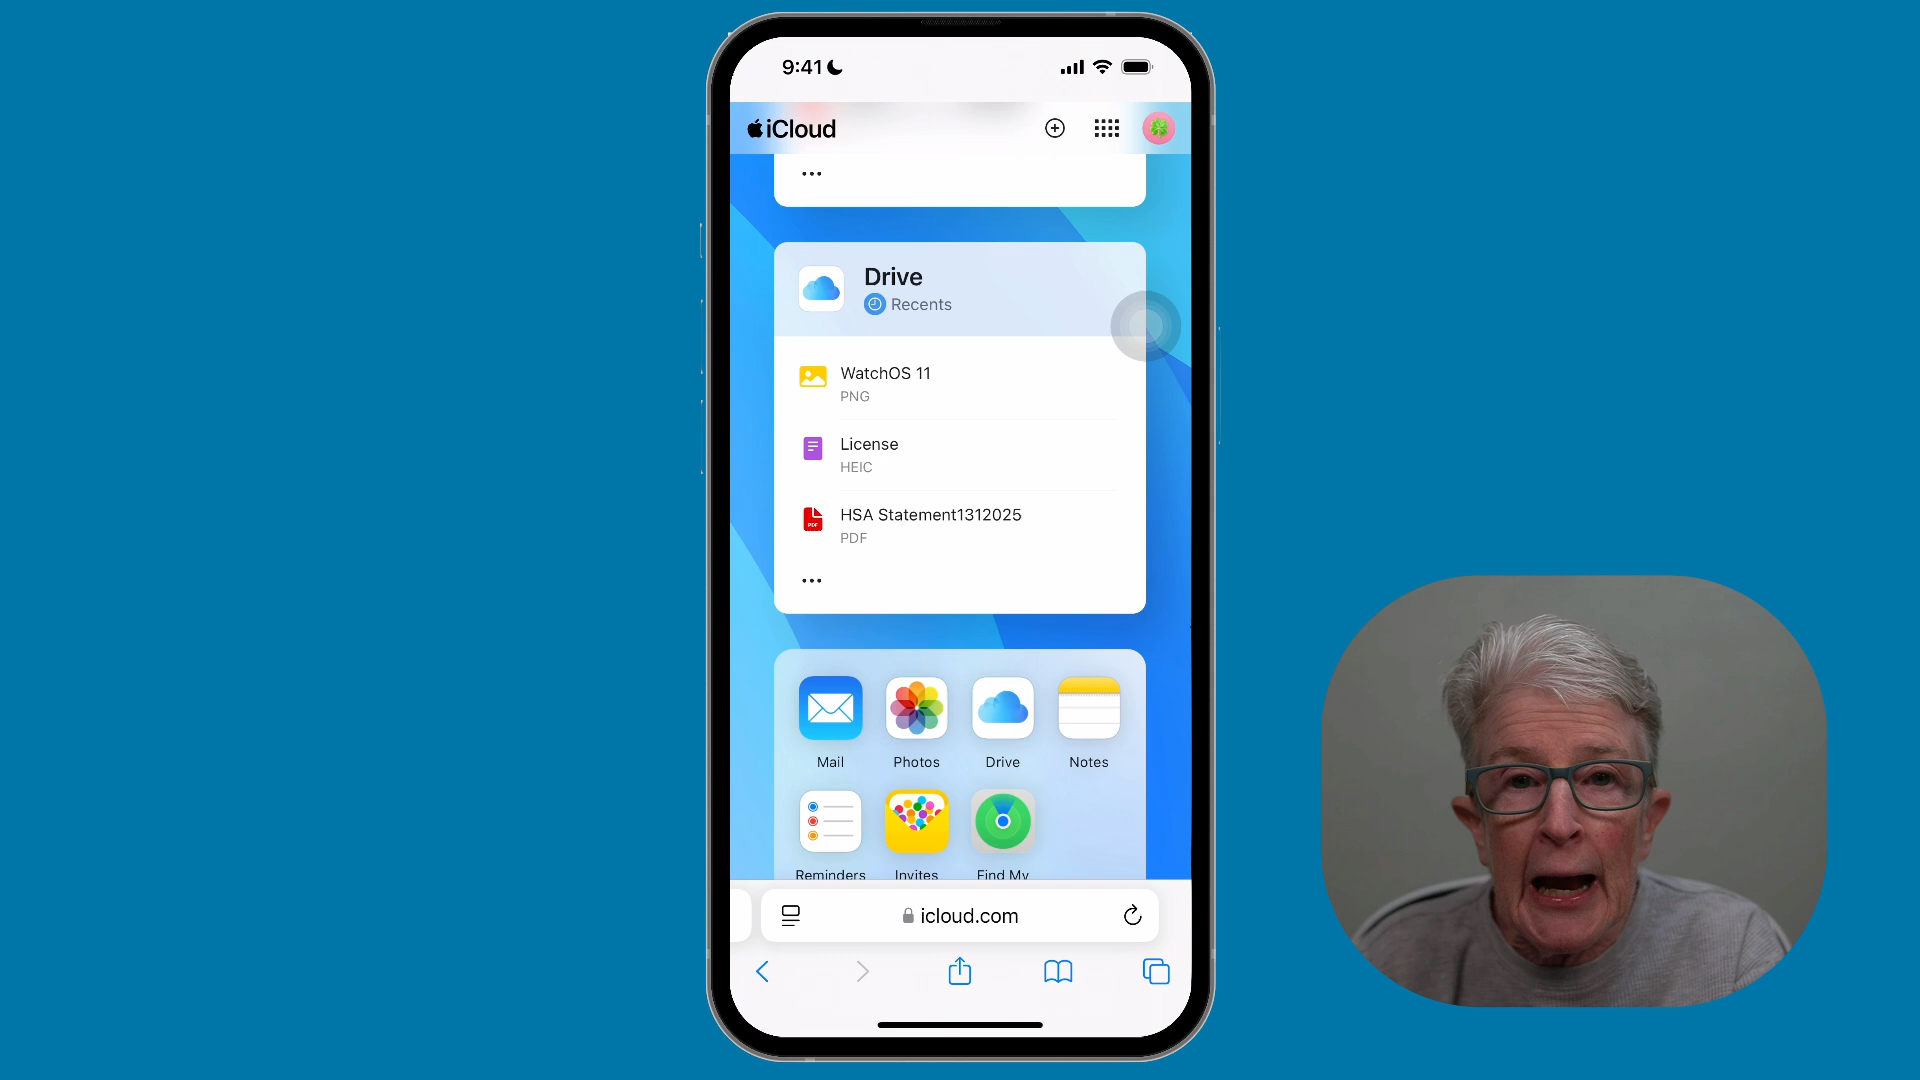 9:41
iCloud
Drive
Recents
WatchOS 11
PNG
License
HEIC
HSA Statement1312025
PDF
PDF
Mail
Photos
Drive
Notes
Reminders
Invites
Find My
icloud.com